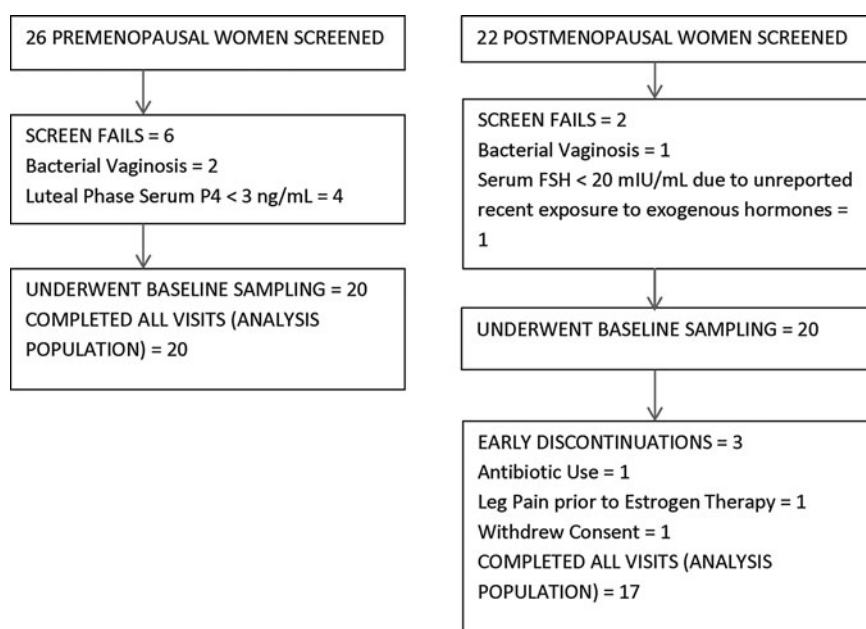 26 PREMENOPAUSAL WOMEN SCREENED
SCREEN FAILS = 6
Bacterial Vaginosis = 2
Luteal Phase Serum P4 < 3 ng/mL = 4
UNDERWENT BASELINE SAMPLING = 20
COMPLETED ALL VISITS (ANALYSIS
POPULATION) = 20
22 POSTMENOPAUSAL WOMEN SCREENED
SCREEN FAILS = 2
Bacterial Vaginosis = 1
Serum FSH < 20 mIU/mL due to unreported
recent exposure to exogenous hormones =
1
UNDERWENT BASELINE SAMPLING = 20
EARLY DISCONTINUATIONS = 3
Antibiotic Use = 1
Leg Pain prior to Estrogen Therapy = 1
Withdrew Consent = 1
COMPLETED ALL VISITS (ANALYSIS
POPULATION) = 17